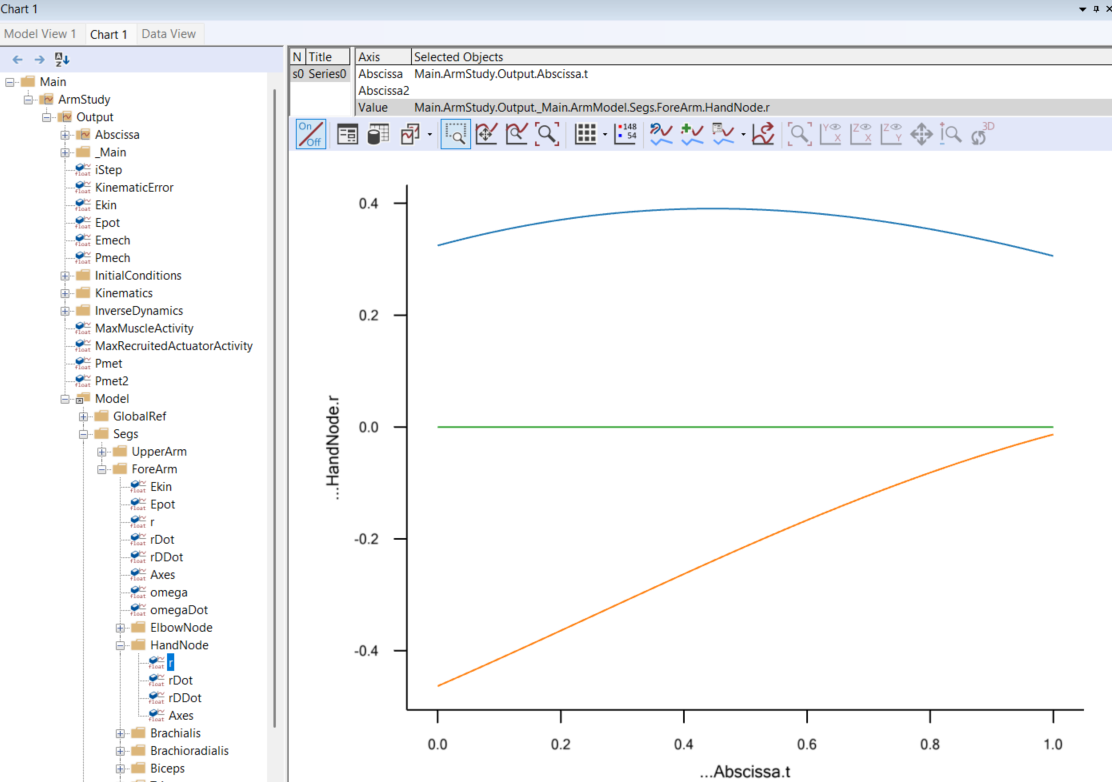 Chart 1
Model View 1 Chart 1 Data View
N Title
s0 Series0
Axis Selected Objects
Abscissa Main.ArmStudy.Output.Abscissa.t
Abscissa2
Value Main.ArmStudy.Output._Main.ArmModel.Segs.ForeArm.HandNode.r
On
Off
148
54
Y
X
Z
X
Z
Y
3D
Main
ArmStudy
Output
Abscissa
_Main
iStep
KinematicError
Ekin
Epot
Emech
Pmech
InitialConditions
Kinematics
InverseDynamics
MaxMuscleActivity
MaxRecruitedActuatorActivity
Pmet
Pmet2
Model
GlobalRef
Segs
UpperArm
ForeArm
Ekin
Epot
r
rDot
rDDot
Axes
omega
omegaDot
ElbowNode
HandNode
r
rDot
rDDot
Axes
Brachialis
Brachioradialis
Biceps
0.4
0.2
0.0
-0.2
-0.4
...HandNode.r
0.0 0.2 0.4 0.6 0.8 1.0
...Abscissa.t